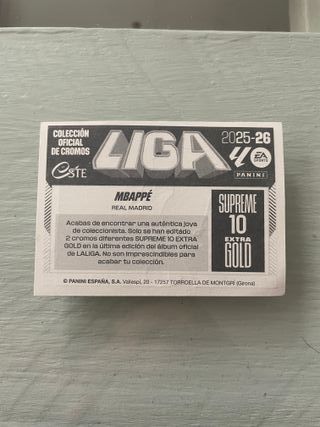 COLECCIÓN
OFICIAL
DE CROMOS
Este
LIGA
2025-26
EA
SPORTS
PANINI
MBAPPÉ
REAL MADRID
Acabas de encontrar una auténtica joya
de coleccionista. Solo se han editado
2 cromos diferentes SUPREME 10 EXTRA
GOLD en la última edición del álbum oficial
de LALIGA. No son imprescindibles para
acabar tu colección.
SUPREME
10
EXTRA
GOLD
© PANINI ESPAÑA, S.A. Vallespí, 20 - 17257 TORROELLA DE MONTGRÍ (Girona)